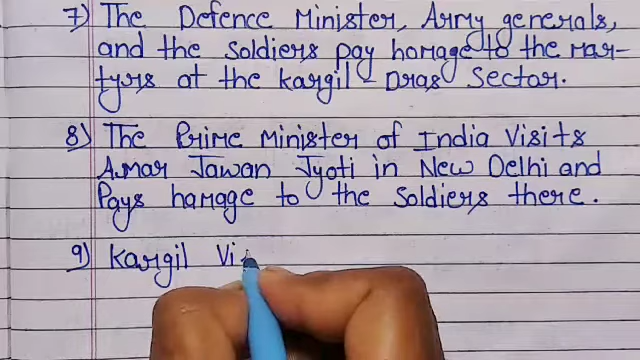 7) The Defence Minister, Army generals,
and the soldiers pay homage to the mar-
tyrs at the Kargil - Dras Sector.
8) The Prime Minister of India Visits
Amar Jawan Jyoti in New Delhi and
Pays hamage to the Soldiers there.
9) Kargil Vi